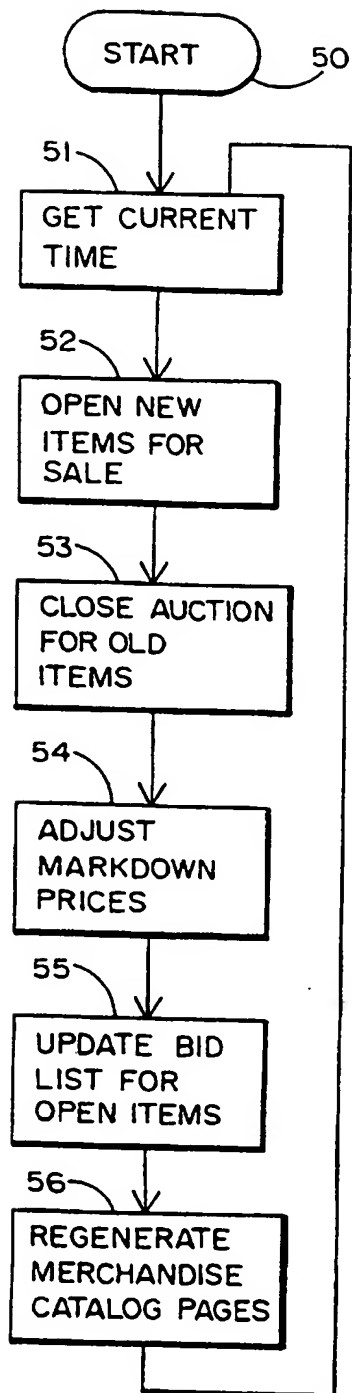 START
50
51
GET CURRENT
TIME
52
OPEN NEW
ITEMS FOR
SALE
53
CLOSE AUCTION
FOR OLD
ITEMS
54
ADJUST
MARKDOWN
PRICES
55
UPDATE BID
LIST FOR
OPEN ITEMS
56
REGENERATE
MERCHANDISE
CATALOG PAGES